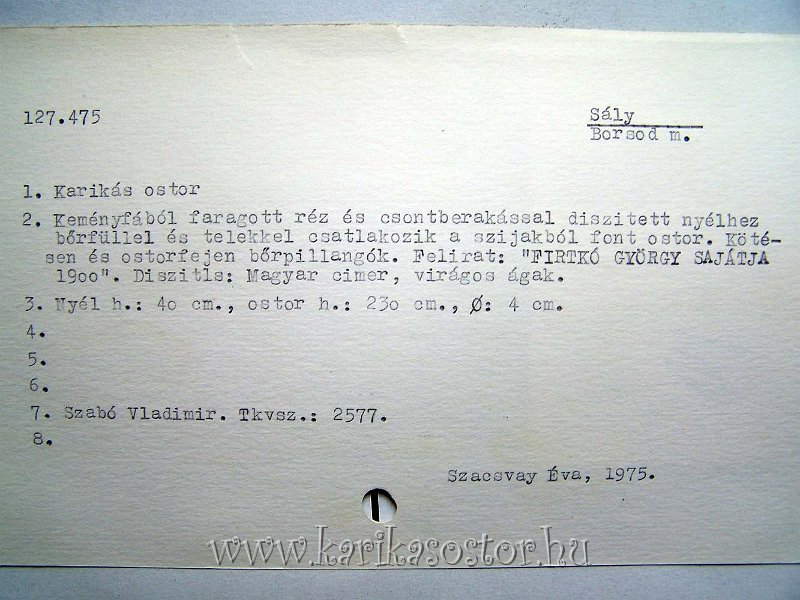 127.475
Sály
Borsod m.
1. Karikás ostor
2. Keményfából faragott réz és csontberakással diszitett nyélhez
bőrfüllel és telekkel csatlakozik a szijakból font ostor. Köté-
sen és ostorfejen bőrpillangók. Felirat: "FIRTKÓ GYÖRGY SAJÁTJA
19oo". Diszitls: Magyar cimer, virágos ágak.
3. Nyél h.: 4o cm., ostor h.: 23o cm., Ø: 4 cm.
4.
5.
6.
7. Szabó Vladimir. Tkvsz.: 2577.
8.
Szacsvay Éva, 1975.
www.karikasostor.hu